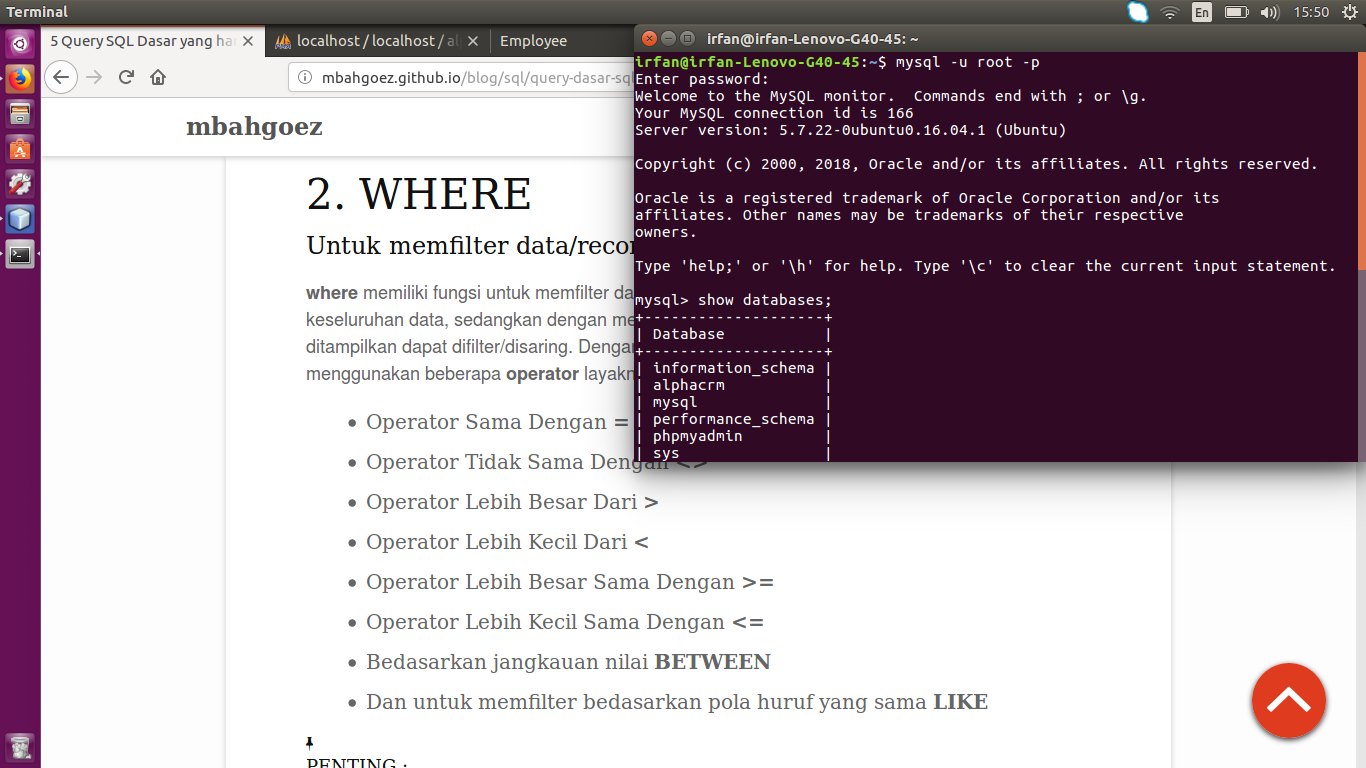 Terminal
En
15:50
5 Query SQL Dasar yang har
localhost / localhost / al
Employee
mbahgoez.github.io/blog/sql/query-dasar-sql
mbahgoez
2. WHERE
Untuk memfilter data/recor
where memiliki fungsi untuk memfilter da
keseluruhan data, sedangkan dengan me
ditampilkan dapat difilter/disaring. Dengan
menggunakan beberapa operator layakn
Operator Sama Dengan =
Operator Tidak Sama Dengan <>
Operator Lebih Besar Dari >
Operator Lebih Kecil Dari <
Operator Lebih Besar Sama Dengan >=
Operator Lebih Kecil Sama Dengan <=
Bedasarkan jangkauan nilai BETWEEN
Dan untuk memfilter bedasarkan pola huruf yang sama LIKE
PENTING :
irfan@irfan-Lenovo-G40-45: ~
irfan@irfan-Lenovo-G40-45:~$ mysql -u root -p
Enter password:
Welcome to the MySQL monitor.  Commands end with ; or \g.
Your MySQL connection id is 166
Server version: 5.7.22-0ubuntu0.16.04.1 (Ubuntu)
Copyright (c) 2000, 2018, Oracle and/or its affiliates. All rights reserved.
Oracle is a registered trademark of Oracle Corporation and/or its
affiliates. Other names may be trademarks of their respective
owners.
Type 'help;' or '\h' for help. Type '\c' to clear the current input statement.
mysql> show databases;
+--------------------+
| Database           |
+--------------------+
| information_schema |
| alphacrm           |
| mysql              |
| performance_schema |
| phpmyadmin         |
| sys                |